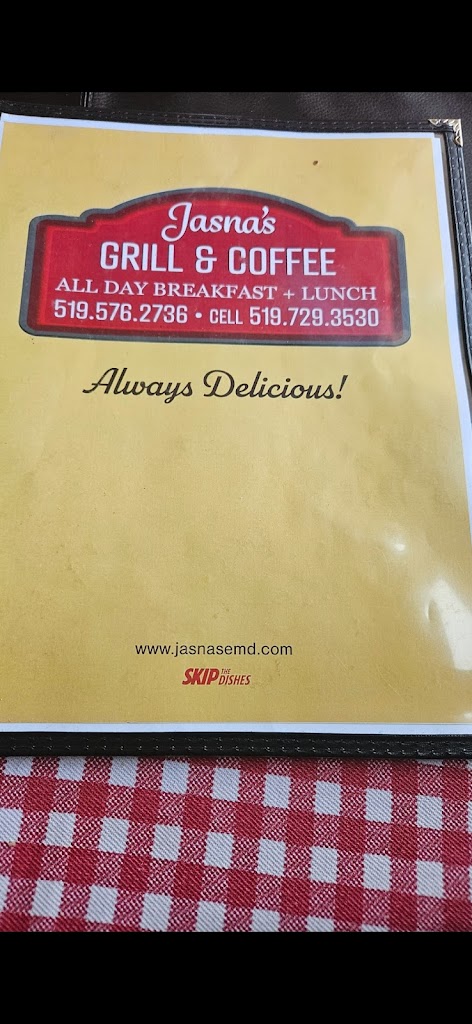 Jasna's
GRILL & COFFEE
ALL DAY BREAKFAST + LUNCH
519.576.2736 • CELL 519.729.3530
Always Delicious!
www.jasnasemd.com
SKIP THE DISHES